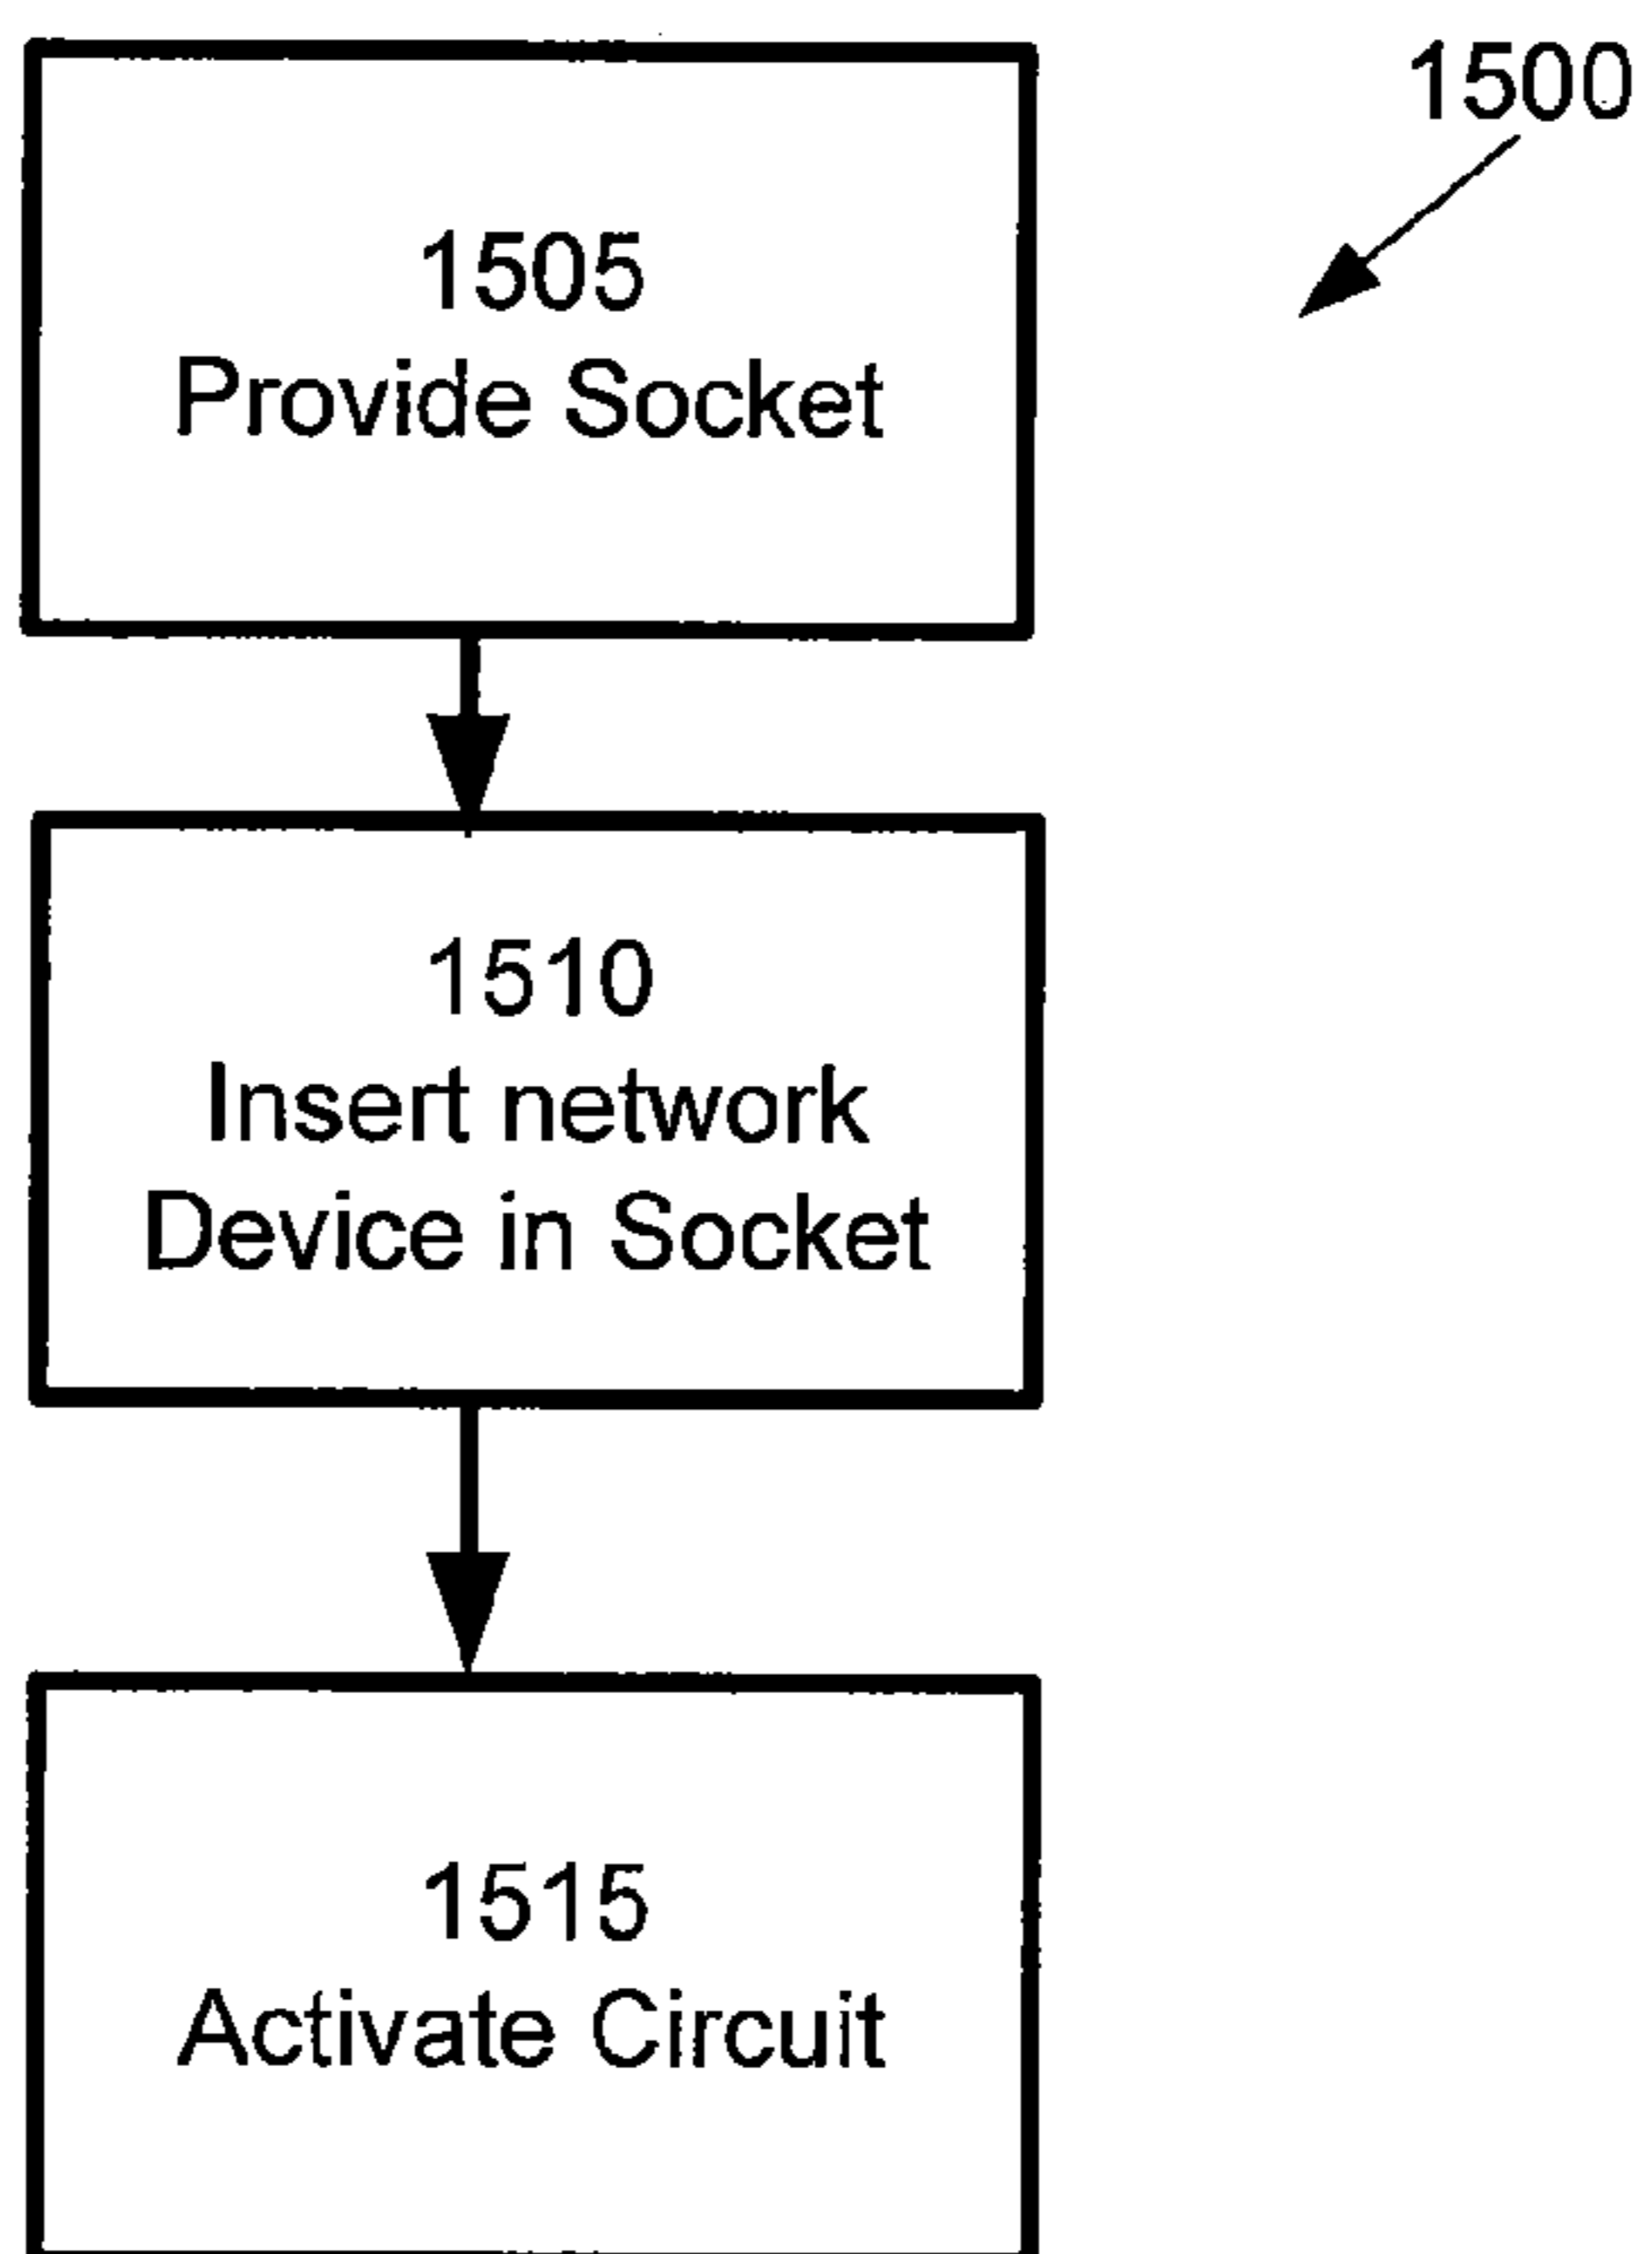 1500
1505
Provide Socket
1510
Insert network
Device in Socket
1515
Activate Circuit